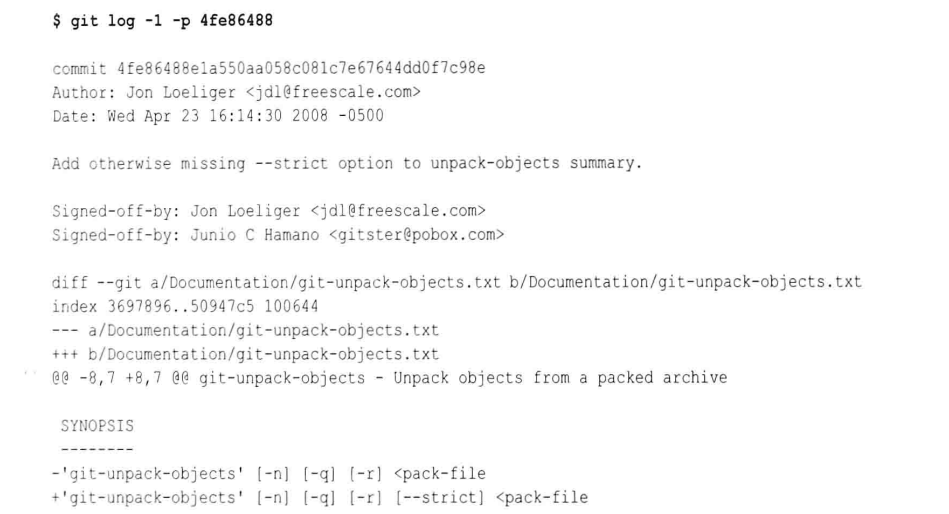 $ git log -1 -p 4fe86488
commit 4fe86488e1a550aa058c081c7e67644dd0f7c98e
Author: Jon Loeliger <jdl@freescale.com>
Date: Wed Apr 23 16:14:30 2008 -0500
Add otherwise missing --strict option to unpack-objects summary.
Signed-off-by: Jon Loeliger <jdl@freescale.com>
Signed-off-by: Junio C Hamano <gitster@pobox.com>
diff --git a/Documentation/git-unpack-objects.txt b/Documentation/git-unpack-objects.txt
index 3697896..50947c5 100644
--- a/Documentation/git-unpack-objects.txt
+++ b/Documentation/git-unpack-objects.txt
@@ -8,7 +8,7 @@ git-unpack-objects - Unpack objects from a packed archive
SYNOPSIS
--------
-'git-unpack-objects' [-n] [-q] [-r] <pack-file
+'git-unpack-objects' [-n] [-q] [-r] [--strict] <pack-file